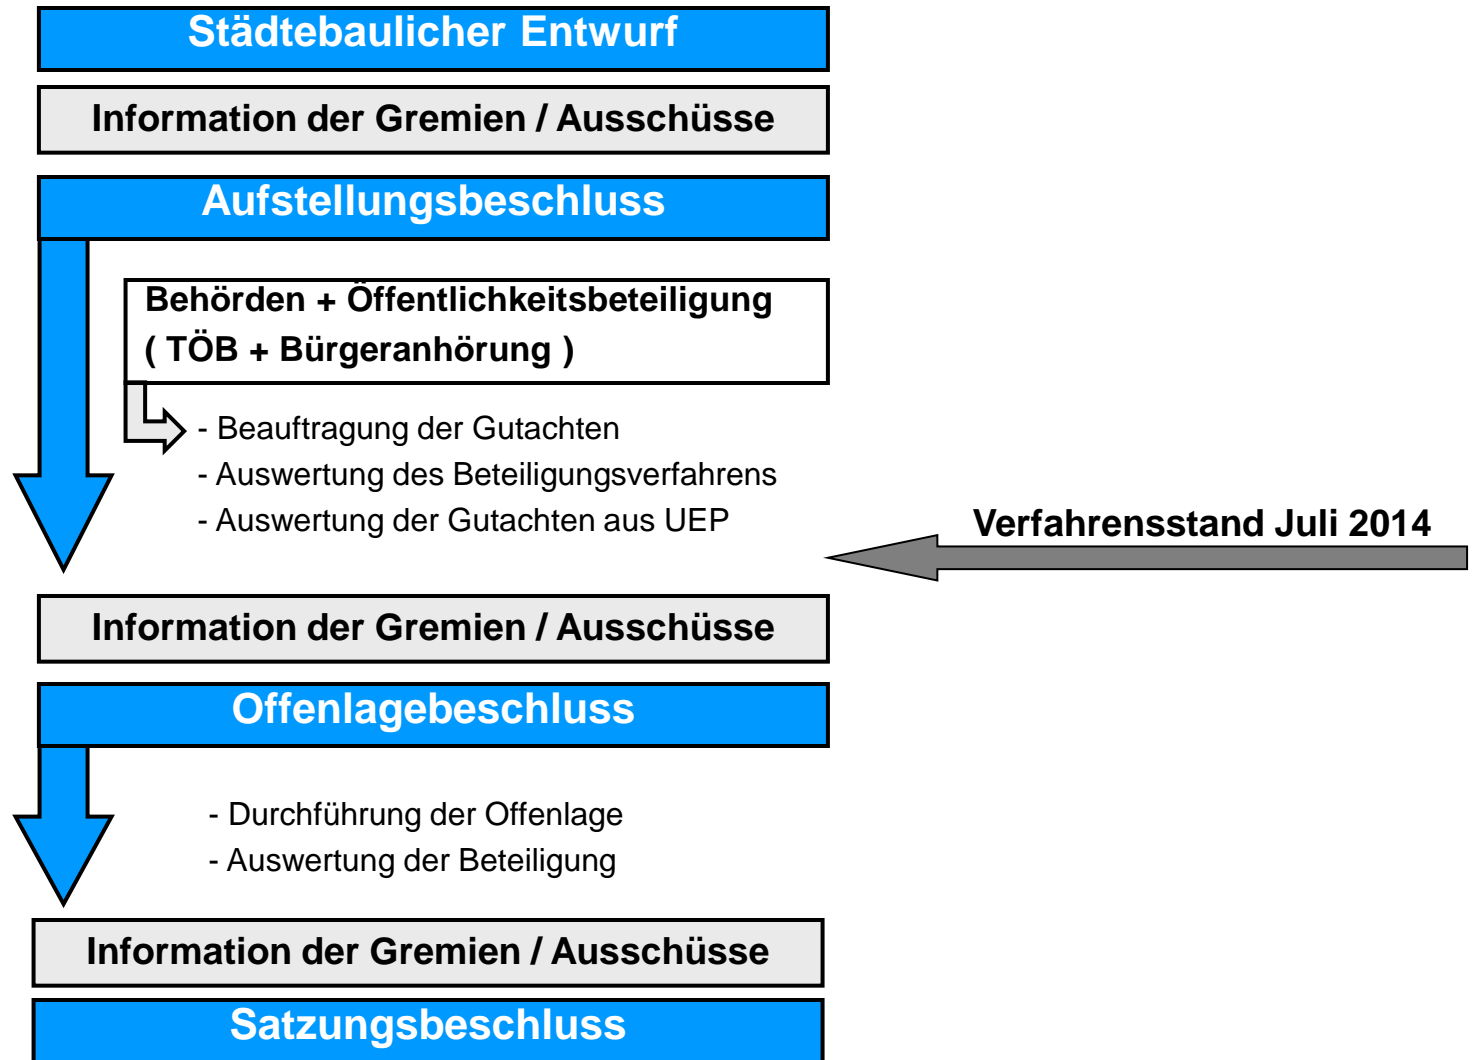 Städtebaulicher Entwurf
Information der Gremien / Ausschüsse
Aufstellungsbeschluss
Behörden + Öffentlichkeitsbeteiligung
( TÖB + Bürgeranhörung )
- Beauftragung der Gutachten
- Auswertung des Beteiligungsverfahrens
- Auswertung der Gutachten aus UEP
Verfahrensstand Juli 2014
Information der Gremien / Ausschüsse
Offenlagebeschluss
- Durchführung der Offenlage
- Auswertung der Beteiligung
Information der Gremien / Ausschüsse
Satzungsbeschluss